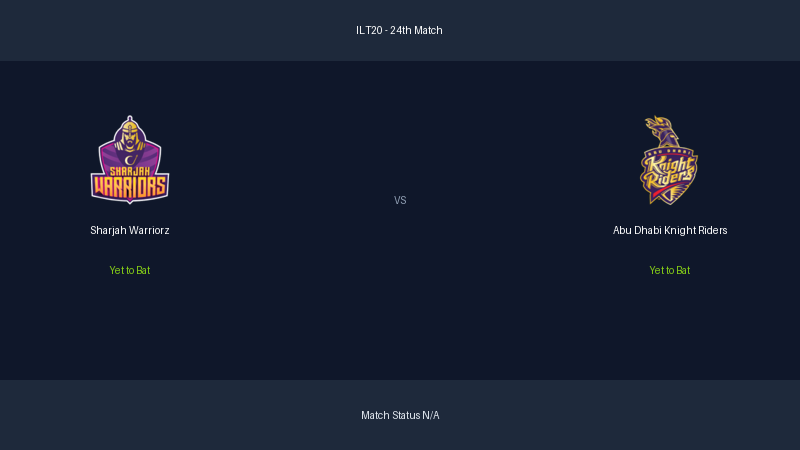 ILT20 - 24th Match
SHARJAH
WARRIORS
Knight
Riders
VS
Sharjah Warriorz
Abu Dhabi Knight Riders
Yet to Bat
Yet to Bat
Match Status N/A